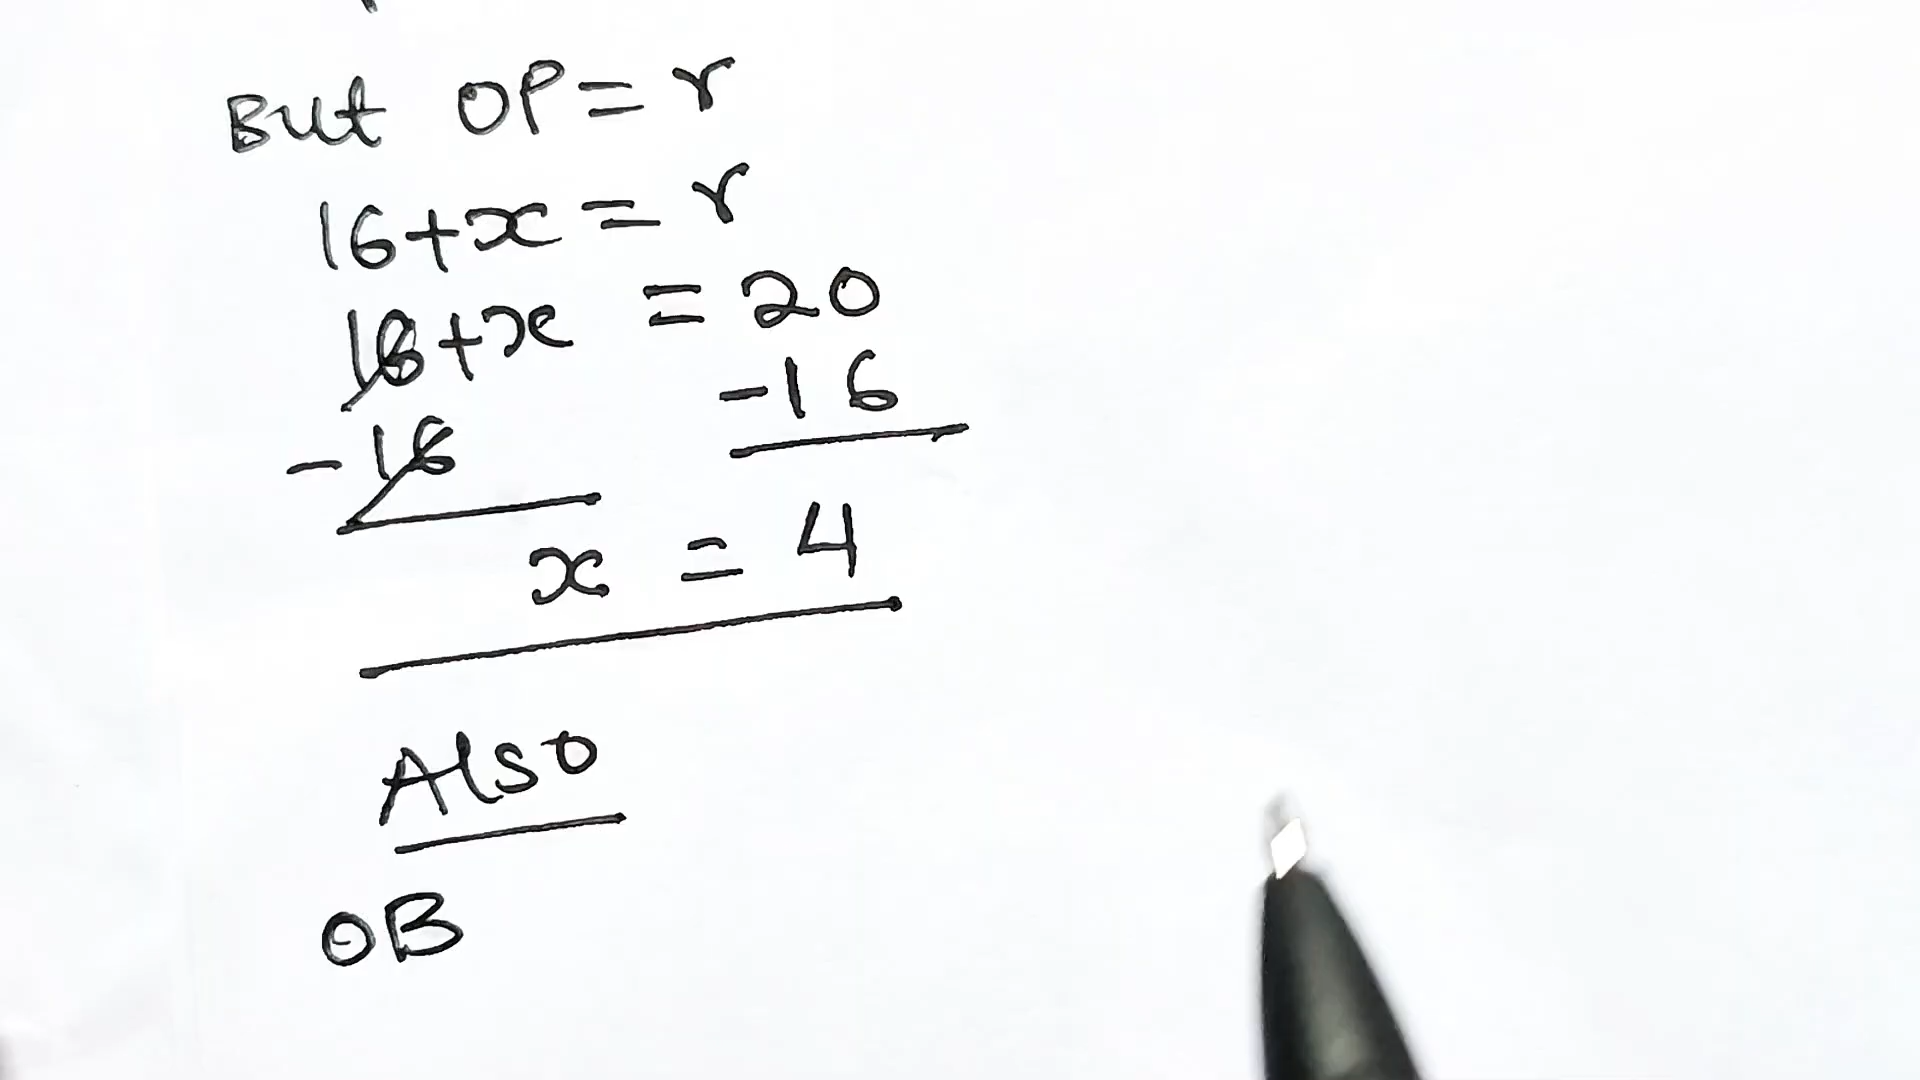 But OP = r
16 + x = r
16 + x = 20
- 16 - 16
x = 4
Also
OB